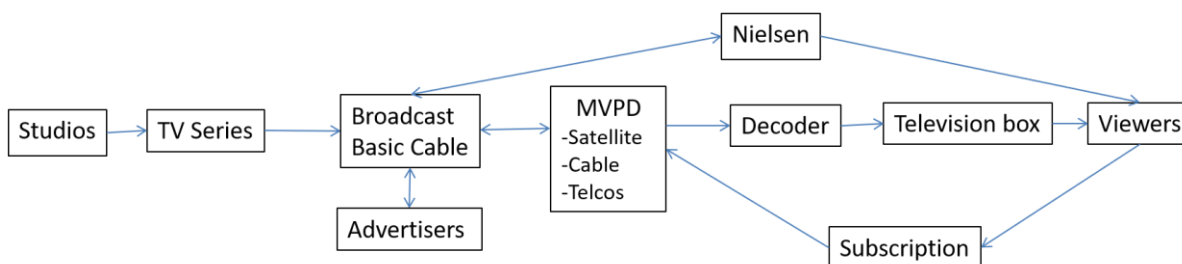 Nielsen
Studios
TV Series
Broadcast
Basic Cable
MVPD
-Satellite
-Cable
-Telcos
Decoder
Television box
Viewers
Advertisers
Subscription